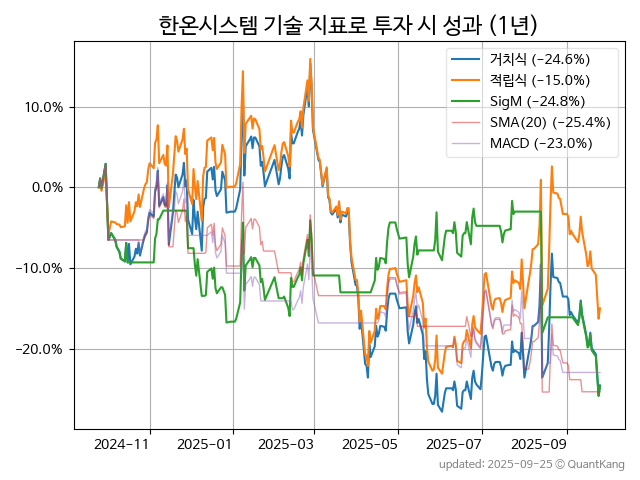 한온시스템 기술 지표로 투자 시 성과 (1년)
거치식 (−24.6%)
적립식 (−15.0%)
SigM (−24.8%)
SMA(20) (−25.4%)
MACD (−23.0%)
10.0%
0.0%
−10.0%
−20.0%
2024−11 2025−01 2025−03 2025−05 2025−07 2025−09
updated: 2025−09−25 © QuantKang